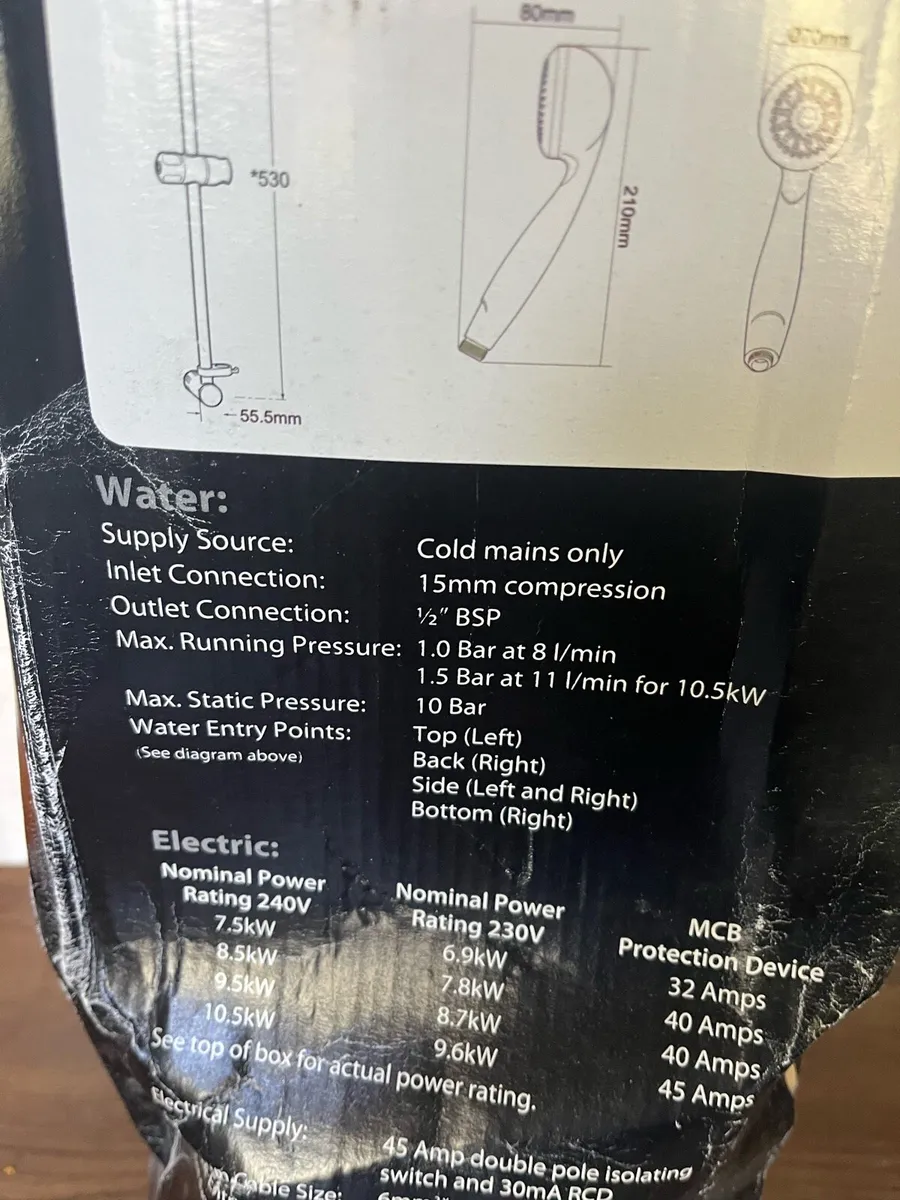 80mm
Ø70mm
*530
210mm
55.5mm
Water:
Supply Source: Cold mains only
Inlet Connection: 15mm compression
Outlet Connection: ½" BSP
Max. Running Pressure: 1.0 Bar at 8 l/min
1.5 Bar at 11 l/min for 10.5kW
Max. Static Pressure: 10 Bar
Water Entry Points: Top (Left)
(See diagram above) Back (Right)
Side (Left and Right)
Bottom (Right)
Electric:
Nominal Power Rating 240V Nominal Power Rating 230V MCB Protection Device
7.5kW 6.9kW 32 Amps
8.5kW 7.8kW 40 Amps
9.5kW 8.7kW 40 Amps
10.5kW 9.6kW 45 Amps
See top of box for actual power rating.
Electrical Supply: 45 Amp double pole isolating
switch and 30mA RCD
Cable Size: